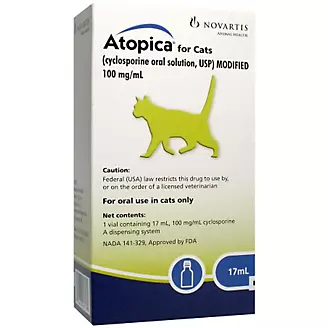 NOVARTIS
ANIMAL HEALTH
Atopica® for Cats
(cyclosporine oral solution, USP) MODIFIED
100 mg/mL
Caution:
Federal (USA) law restricts this drug to use by,
or on the order of a licensed veterinarian
For oral use in cats only
Net contents:
1 vial containing 17 mL, 100 mg/mL cyclosporine
A dispensing system
NADA 141-329, Approved by FDA
17mL